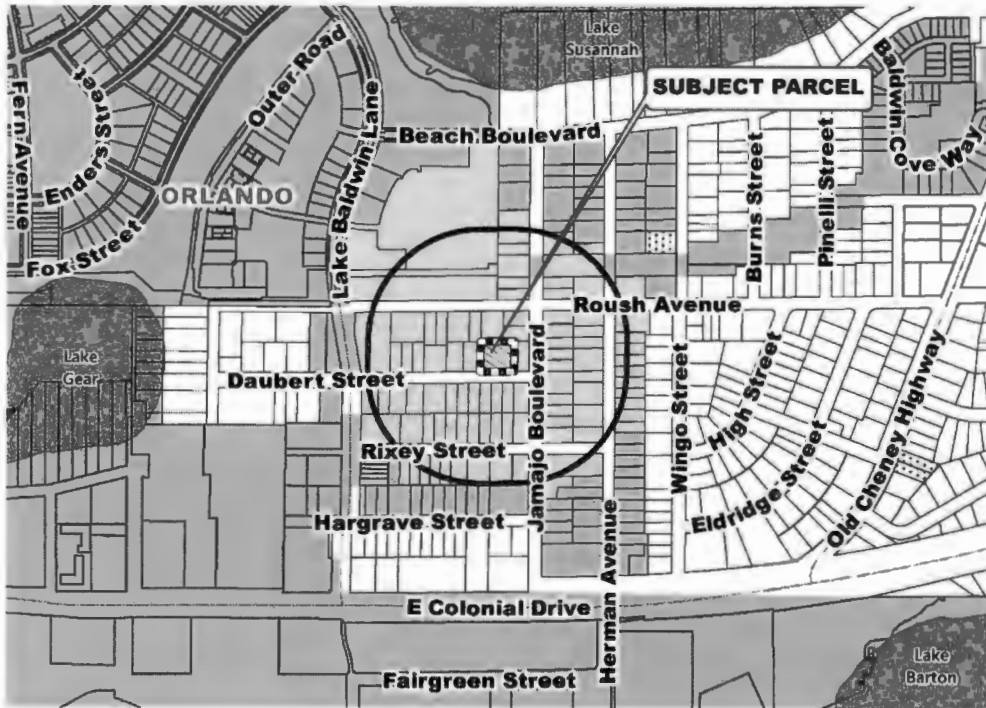 Lake
Susannah
SUBJECT PARCEL
Baldwin Cove Way
Outer Road
Fern Avenue
Enders Street
Beach Boulevard
Lake Baldwin Lane
Burns Street
Pinelli Street
ORLANDO
Fox Street
Roush Avenue
Lake
Gear
Daubert Street
Jamajo Boulevard
Wingo Street
High Street
Old Cheney Highway
Rixey Street
Eldridge Street
Hargrave Street
Herman Avenue
E Colonial Drive
Lake
Barton
Fairgreen Street